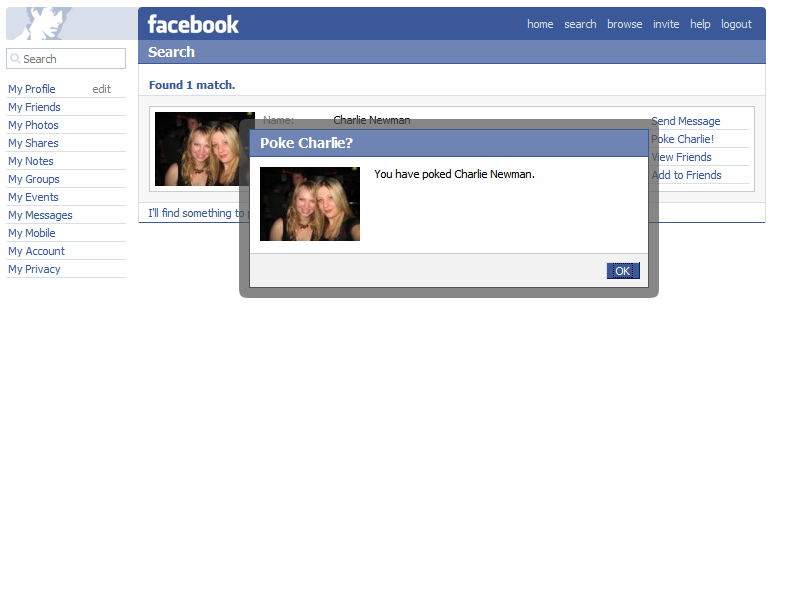 facebook
home search browse invite help logout
Search
Search
My Profile edit
My Friends
My Photos
My Shares
My Notes
My Groups
My Events
My Messages
My Mobile
My Account
My Privacy
Found 1 match.
Name: Charlie Newman
Send Message
Poke Charlie!
View Friends
Add to Friends
I'll find something to
Poke Charlie?
You have poked Charlie Newman.
OK